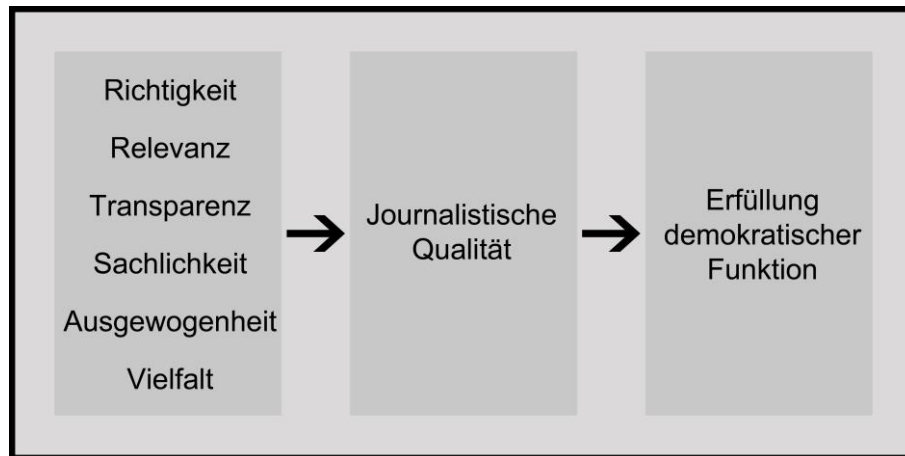 Richtigkeit
Relevanz
Transparenz
Sachlichkeit
Ausgewogenheit
Vielfalt
Journalistische
Qualität
Erfüllung
demokratischer
Funktion